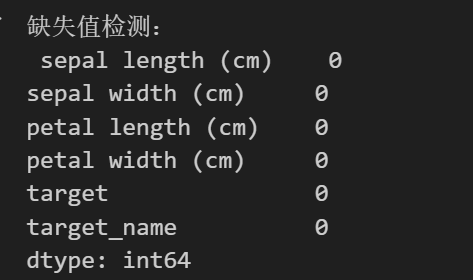 缺失值检测：
 sepal length (cm)    0
sepal width (cm)     0
petal length (cm)    0
petal width (cm)     0
target               0
target_name          0
dtype: int64